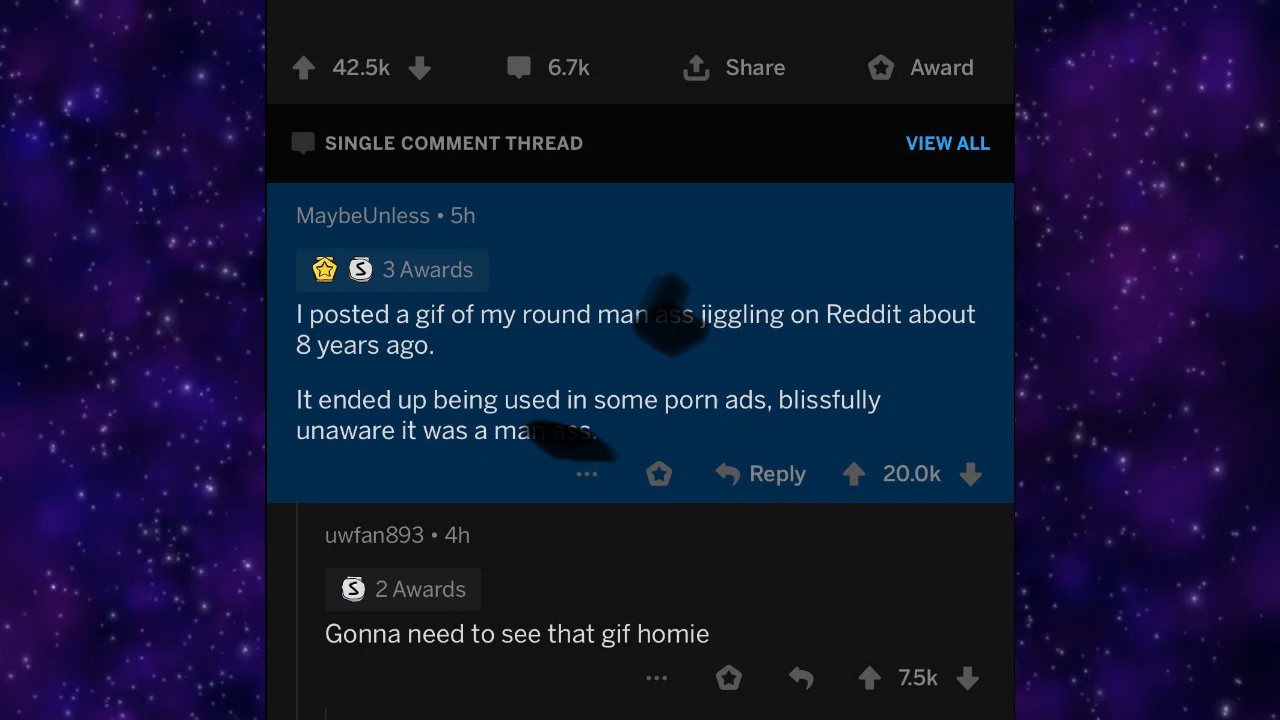 42.5k 6.7k Share Award
SINGLE COMMENT THREAD VIEW ALL
MaybeUnless • 5h
3 Awards
I posted a gif of my round man ass jiggling on Reddit about
8 years ago.
It ended up being used in some porn ads, blissfully
unaware it was a man ass.
... Reply 20.0k
uwfan893 • 4h
2 Awards
Gonna need to see that gif homie
... 7.5k